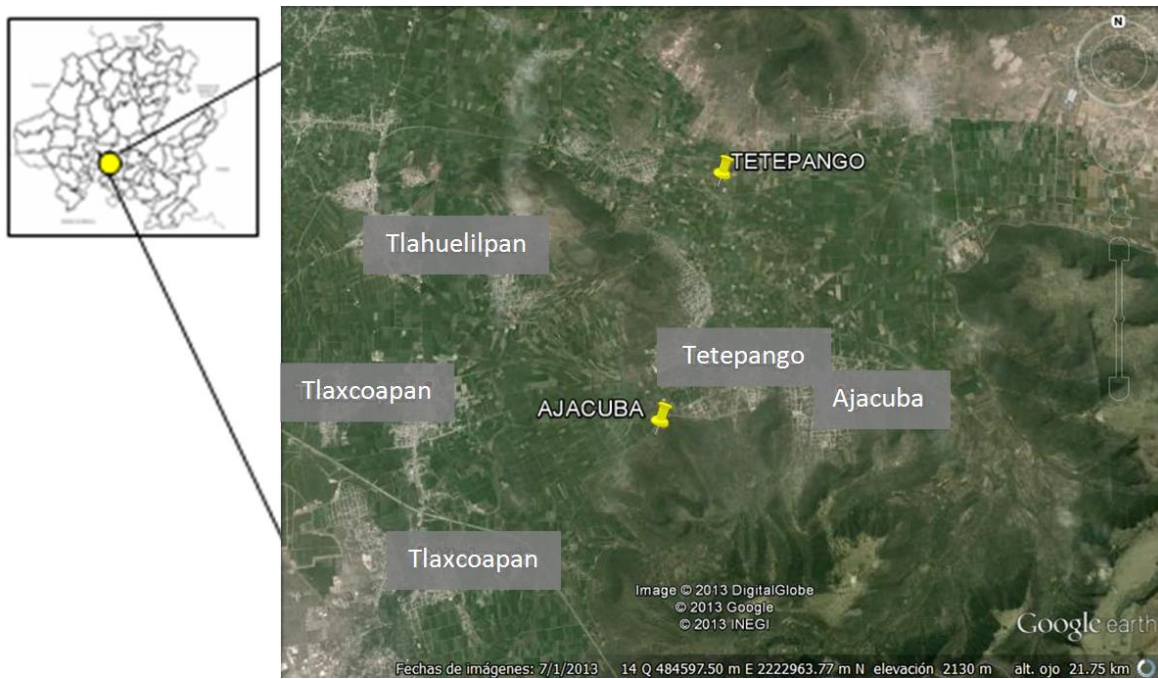 N
TETEPANGO
Tlahuelilpan
Tetepango
Tlaxcoapan
Ajacuba
AJACUBA
Tlaxcoapan
Image © 2013 DigitalGlobe
© 2013 Google
© 2013 INEGI
Google earth
Fechas de imágenes: 7/1/2013 14 Q 484597.50 m E 2222963.77 m N elevación 2130 m alt. ojo 21.75 km